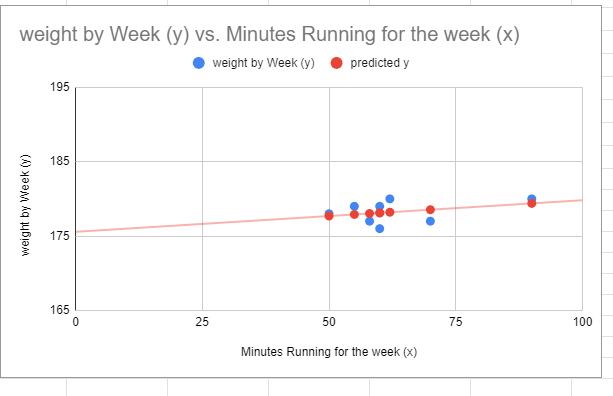 weight by Week (y) vs. Minutes Running for the week (x)
weight by Week (y) predicted y
195
185
175
165
weight by Week (y)
0 25 50 75 100
Minutes Running for the week (x)